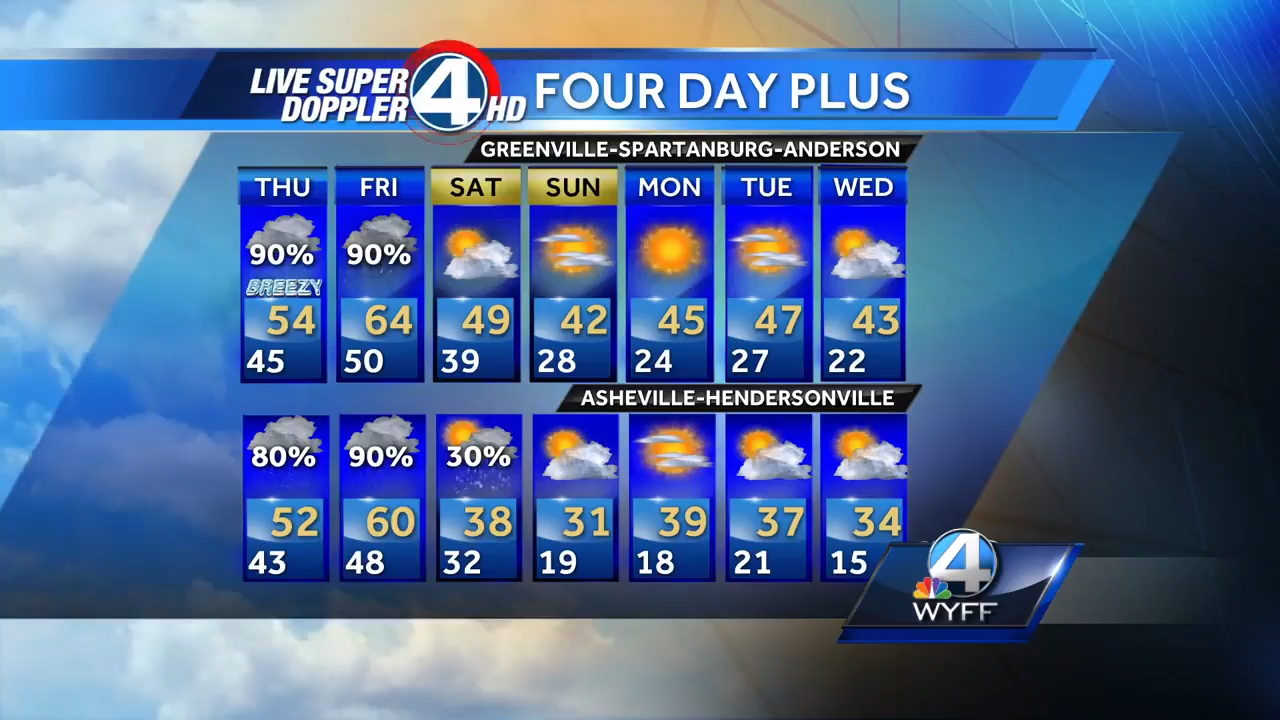 LIVE SUPER
DOPPLER 4 HD
FOUR DAY PLUS
GREENVILLE-SPARTANBURG-ANDERSON
THU FRI SAT SUN MON TUE WED
90% 90%
BREEZY
54 64 49 42 45 47 43
45 50 39 28 24 27 22
ASHEVILLE-HENDERSONVILLE
80% 90% 30%
52 60 38 31 39 37 34
43 48 32 19 18 21 15
4
WYFF